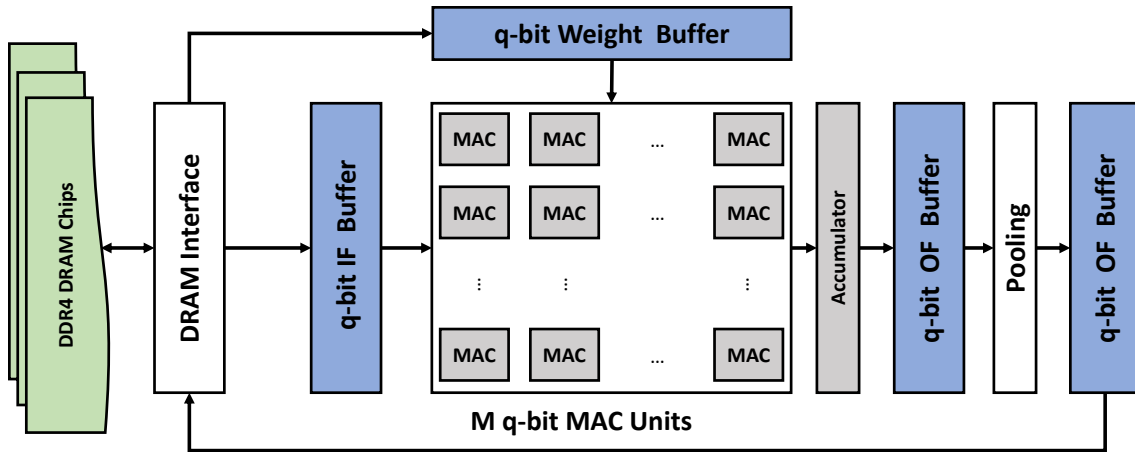 q-bit Weight Buffer
DDR4 DRAM Chips
DRAM Interface
q-bit IF Buffer
MAC MAC ... MAC
MAC MAC ... MAC
... ... ...
MAC MAC ... MAC
M q-bit MAC Units
Accumulator
q-bit OF Buffer
Pooling
q-bit OF Buffer